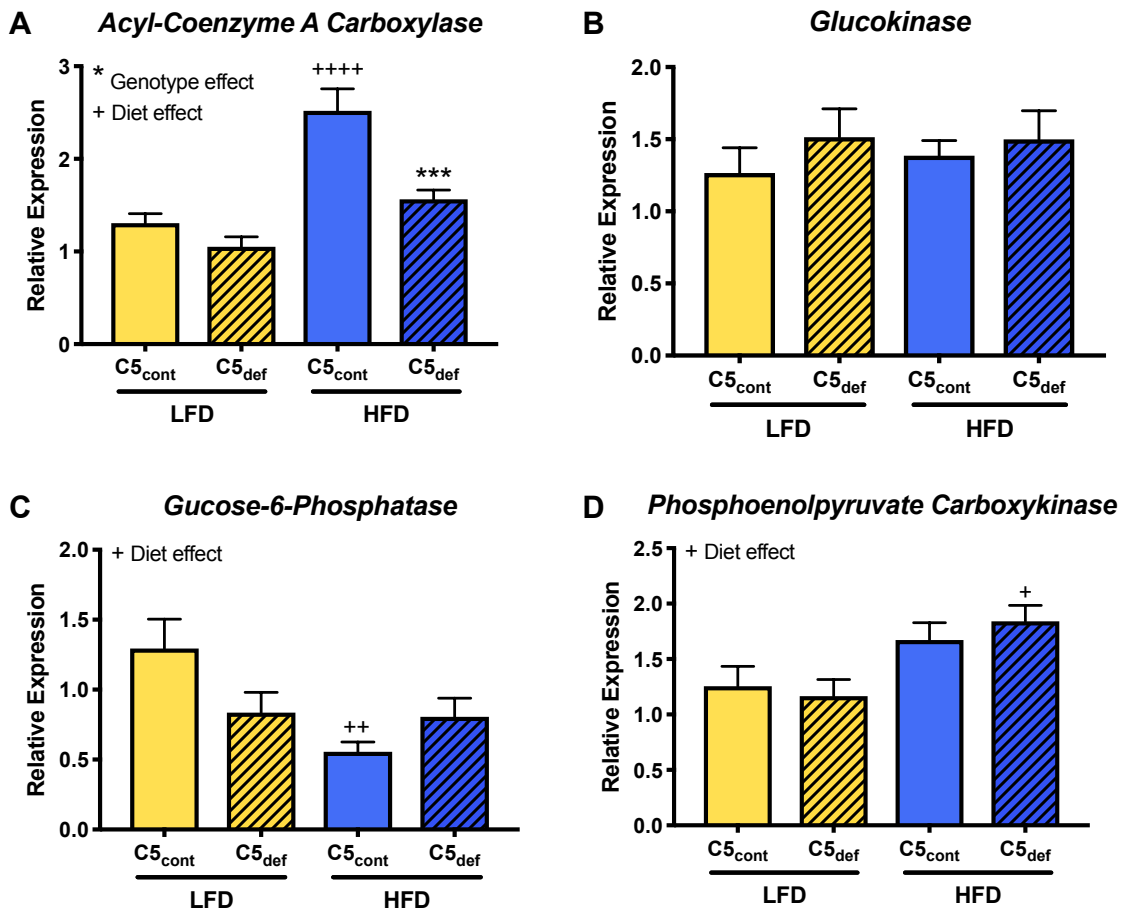 A
Acyl-Coenzyme A Carboxylase
* Genotype effect
+ Diet effect
++++
***
Relative Expression
3
2
1
0
C5cont
C5def
C5cont
C5def
LFD
HFD
B
Glucokinase
Relative Expression
2.0
1.5
1.0
0.5
0.0
C5cont
C5def
C5cont
C5def
LFD
HFD
C
Gucose-6-Phosphatase
+ Diet effect
++
Relative Expression
2.0
1.5
1.0
0.5
0.0
C5cont
C5def
C5cont
C5def
LFD
HFD
D
Phosphoenolpyruvate Carboxykinase
+ Diet effect
+
Relative Expression
2.5
2.0
1.5
1.0
0.5
0.0
C5cont
C5def
C5cont
C5def
LFD
HFD